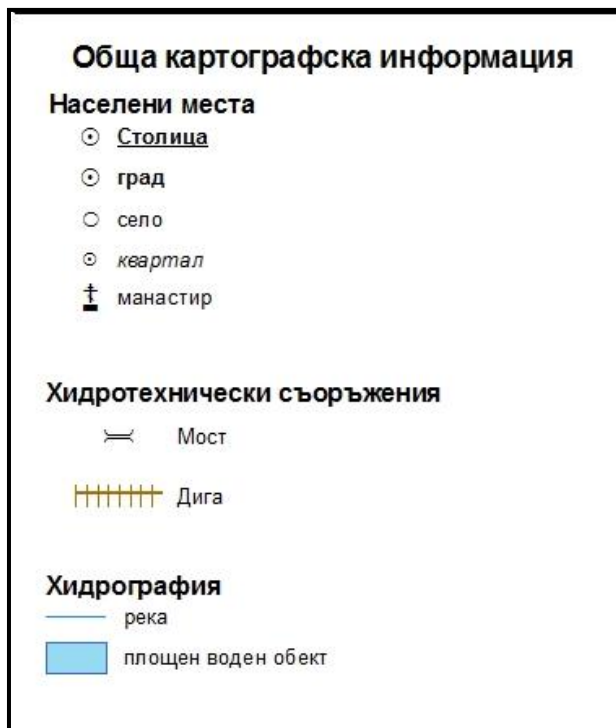 Обща картографска информация
Населени места
Столица
град
село
квартал
манастир
Хидротехнически съоръжения
Мост
Дига
Хидрография
река
площен воден обект